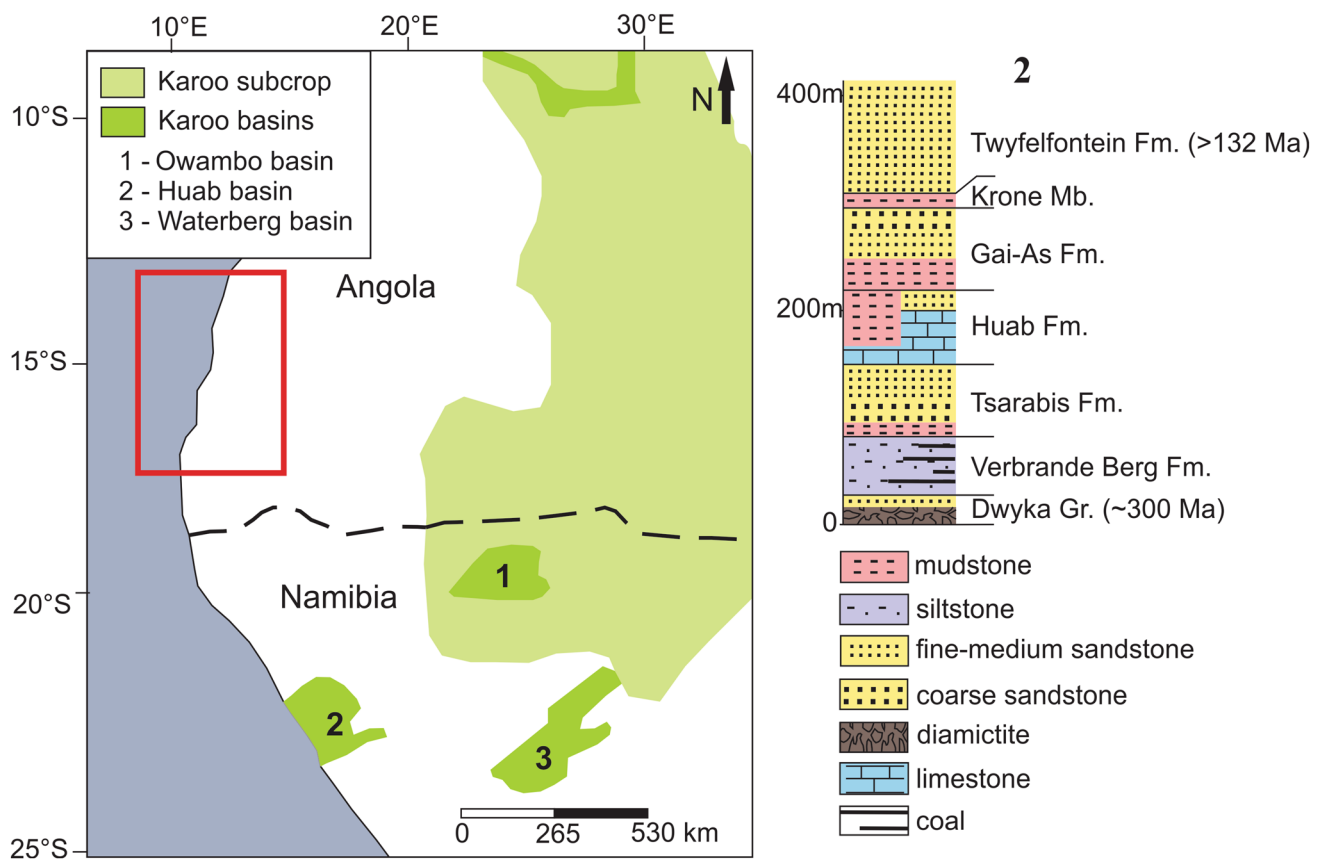 10°E
20°E
30°E
10°S
15°S
20°S
25°S
Karoo subcrop
Karoo basins
1 - Owambo basin
2 - Huab basin
3 - Waterberg basin
N
Angola
Namibia
1
2
3
0
265
530 km
2
400m
200m
0
Twyfelfontein Fm. (>132 Ma)
Krone Mb.
Gai-As Fm.
Huab Fm.
Tsarabis Fm.
Verbrande Berg Fm.
Dwyka Gr. (~300 Ma)
mudstone
siltstone
fine-medium sandstone
coarse sandstone
diamictite
limestone
coal